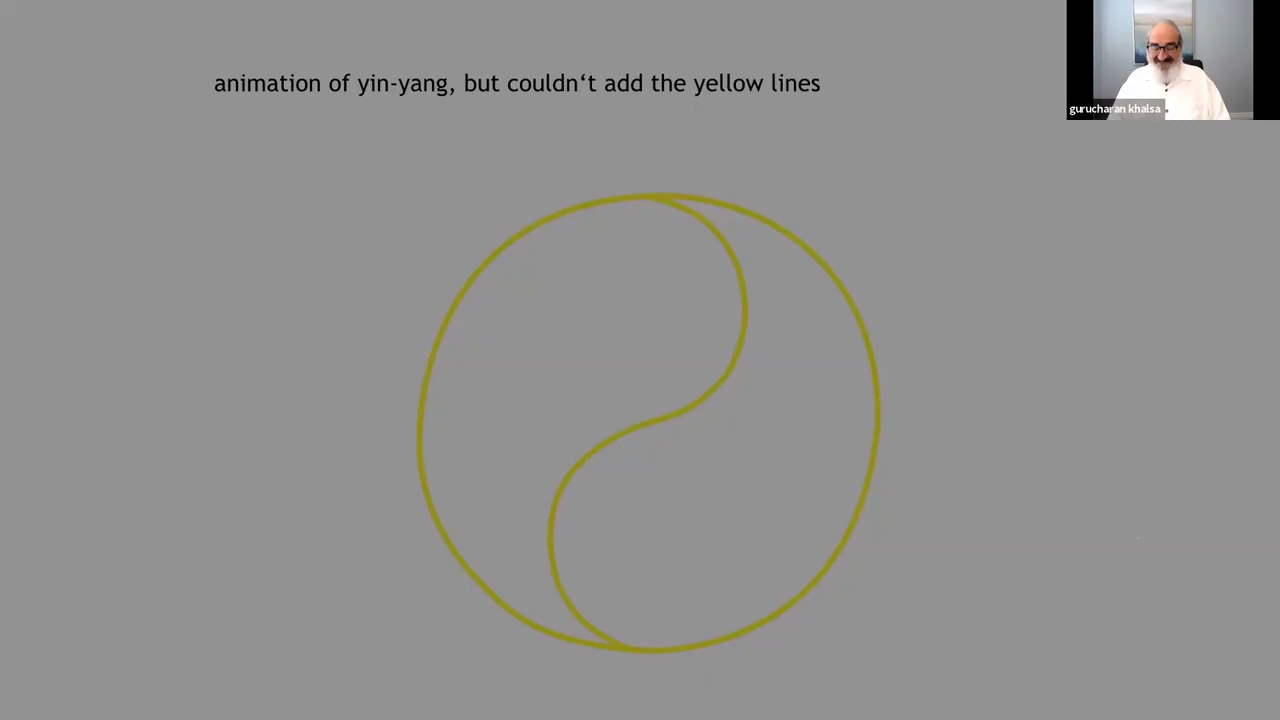 animation of yin-yang, but couldn‘t add the yellow lines
gurucharan khalsa